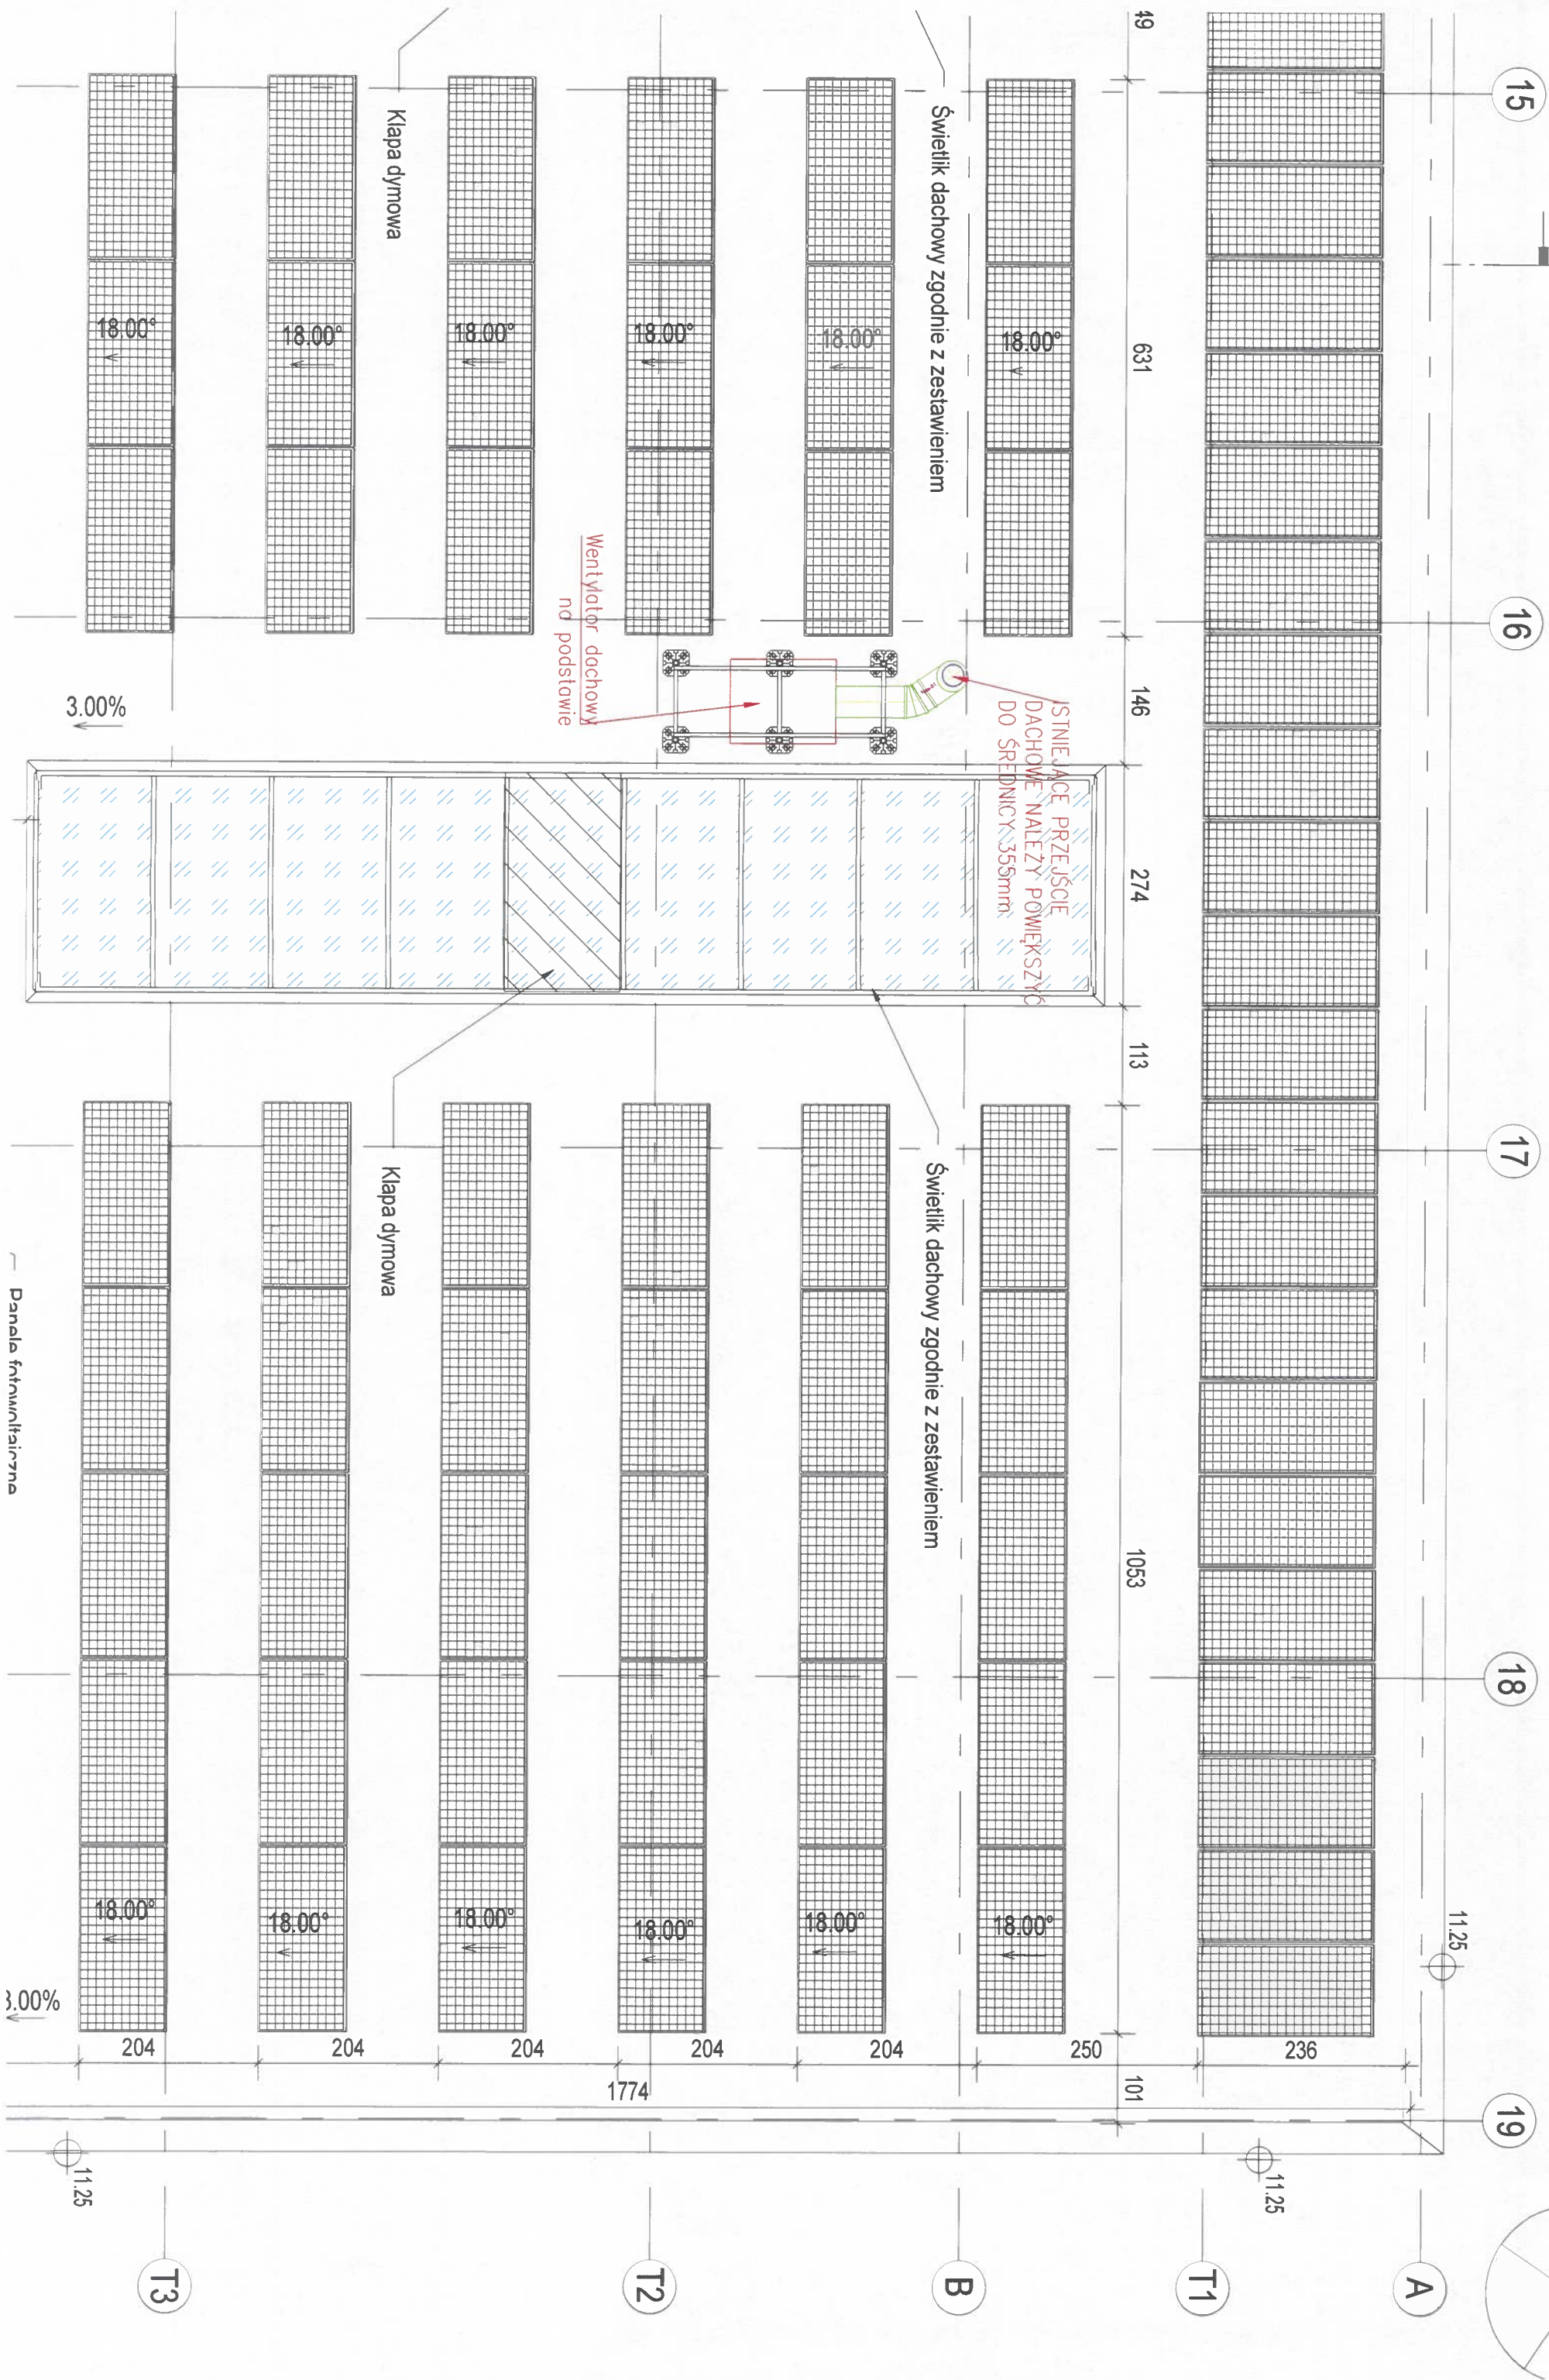 49
15
Świetlik dachowy zgodnie z zestawieniem
Klapa dymowa
18.00°
18.00°
18.00°
18.00°
18.00°
18.00°
631
16
Wentylator dachowy
na podstawie
ISTNIEJĄCE PRZEJŚCIE
DACHOWE NALEŻY POWIĘKSZYĆ
DO ŚREDNICY 355mm
146
3.00%
274
113
17
Świetlik dachowy zgodnie z zestawieniem
Klapa dymowa
Panele fotowoltaiczne
1053
18
18.00°
18.00°
18.00°
18.00°
18.00°
18.00°
11.25
3.00%
204
204
204
204
204
250
236
1774
101
19
11.25
11.25
T3
T2
B
T1
A